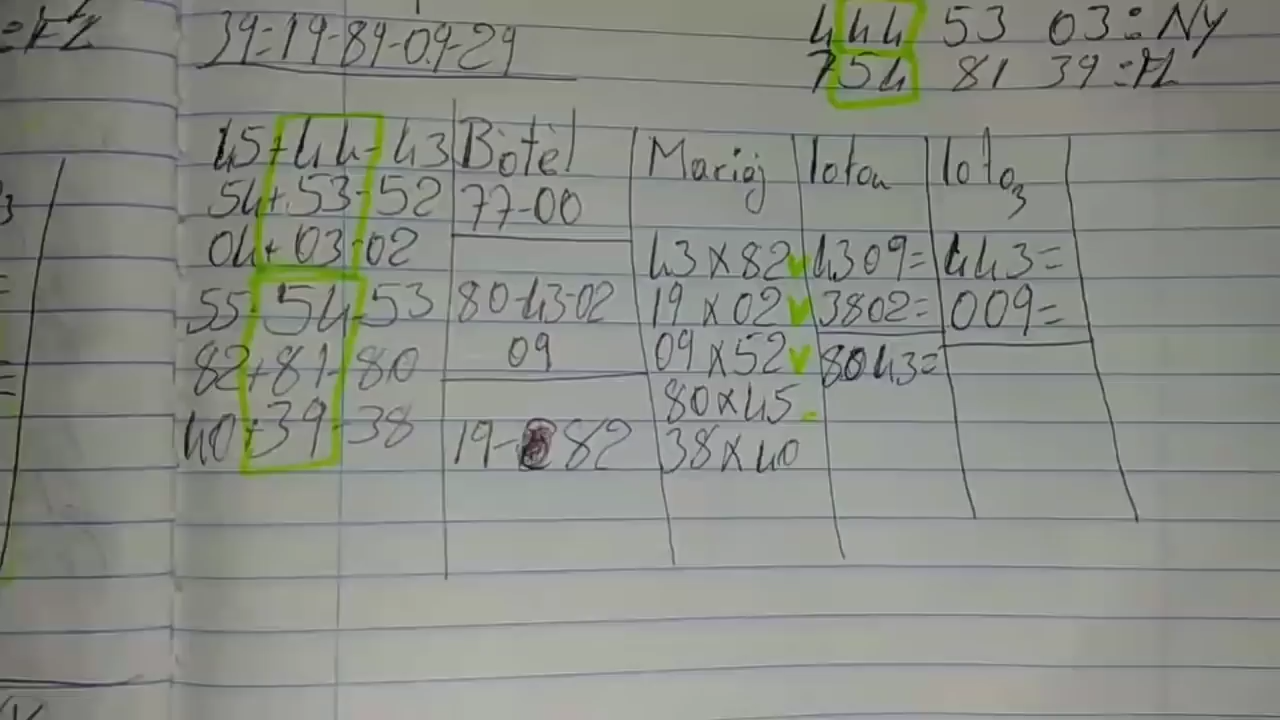 =FL
39=19-89-09-29
444 53 03=NY
754 81 39=FL
45+44-43
54+53-52
04+03-02
55-54-53
82+81-80
40+39-38
Botèl
77-00
80-43-02
09
19-82
Mariaj
43x82
19x02
09x52
80x45
38x40
loto4
4309=
3802=
8043=
loto3
443=
009=